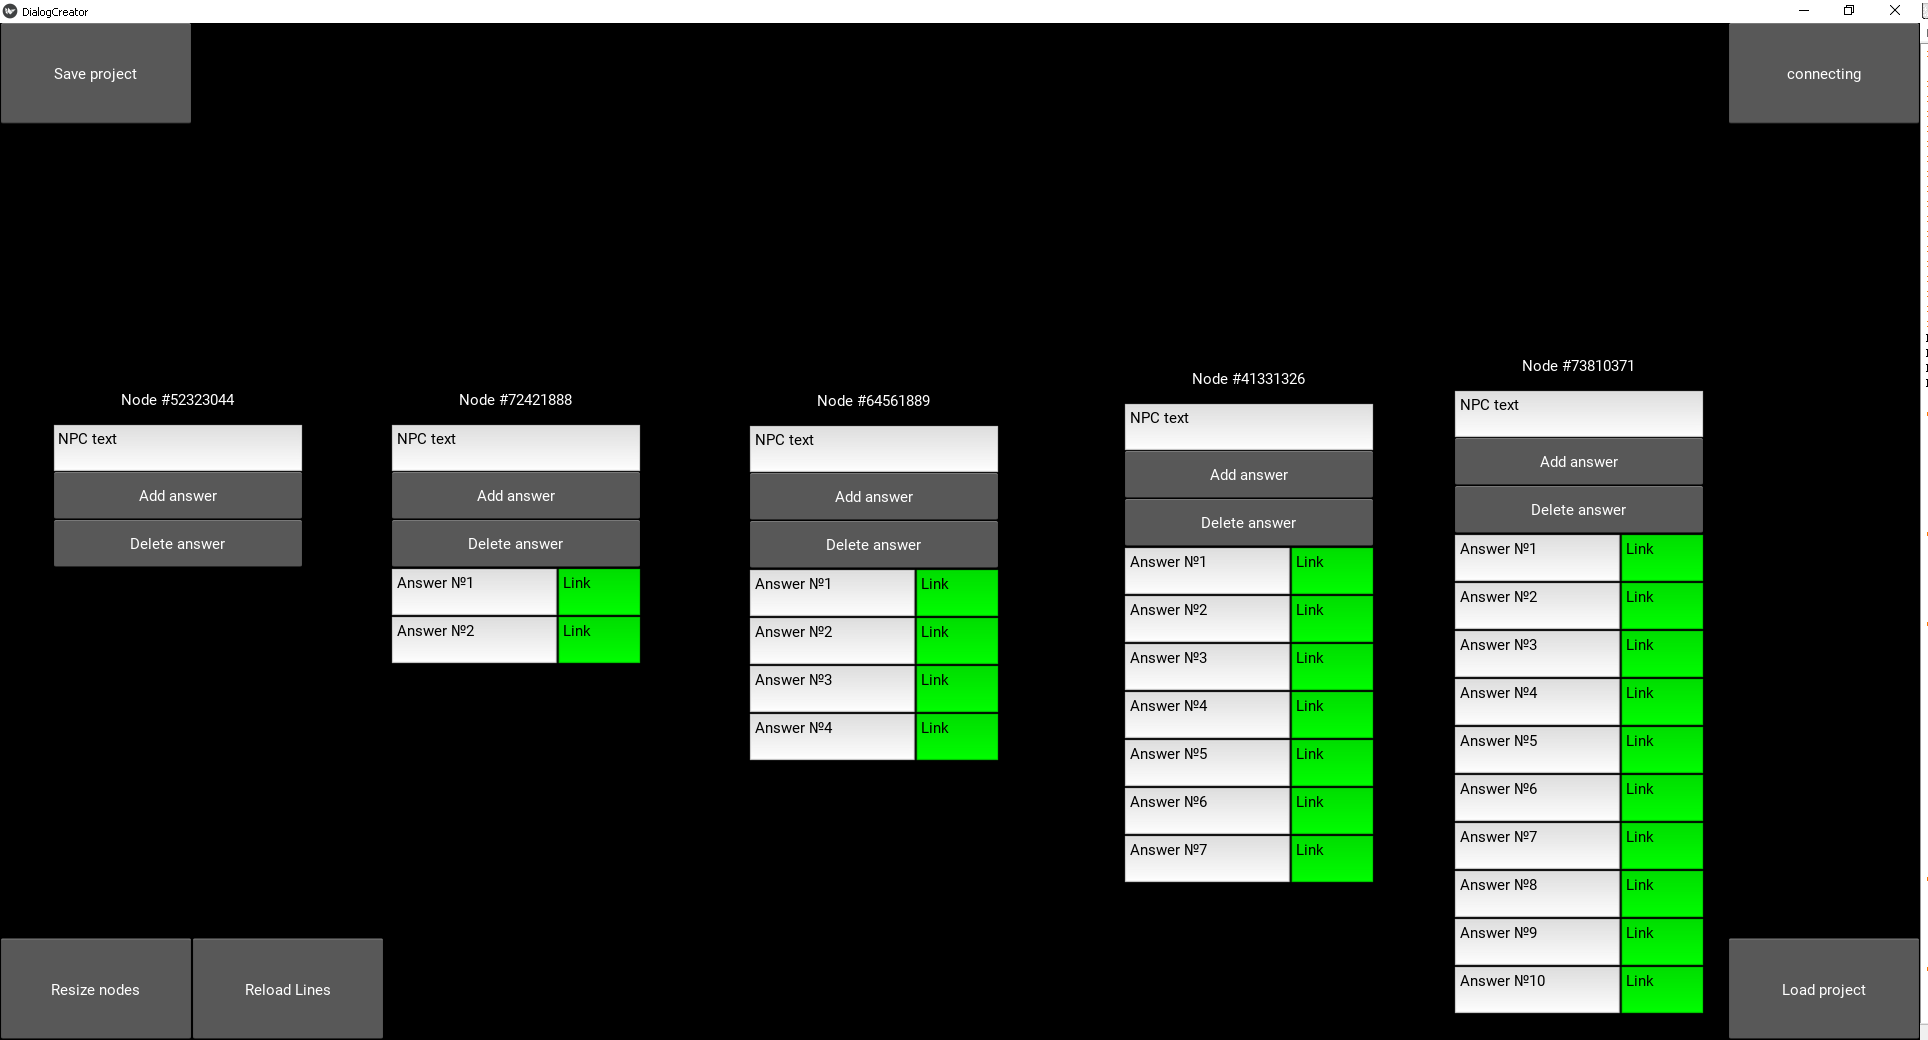 DialogCreator
Save project
connecting
Node #52323044
NPC text
Add answer
Delete answer
Node #72421888
NPC text
Add answer
Delete answer
Answer №1 Link
Answer №2 Link
Node #64561889
NPC text
Add answer
Delete answer
Answer №1 Link
Answer №2 Link
Answer №3 Link
Answer №4 Link
Node #41331326
NPC text
Add answer
Delete answer
Answer №1 Link
Answer №2 Link
Answer №3 Link
Answer №4 Link
Answer №5 Link
Answer №6 Link
Answer №7 Link
Node #73810371
NPC text
Add answer
Delete answer
Answer №1 Link
Answer №2 Link
Answer №3 Link
Answer №4 Link
Answer №5 Link
Answer №6 Link
Answer №7 Link
Answer №8 Link
Answer №9 Link
Answer №10 Link
Resize nodes
Reload Lines
Load project